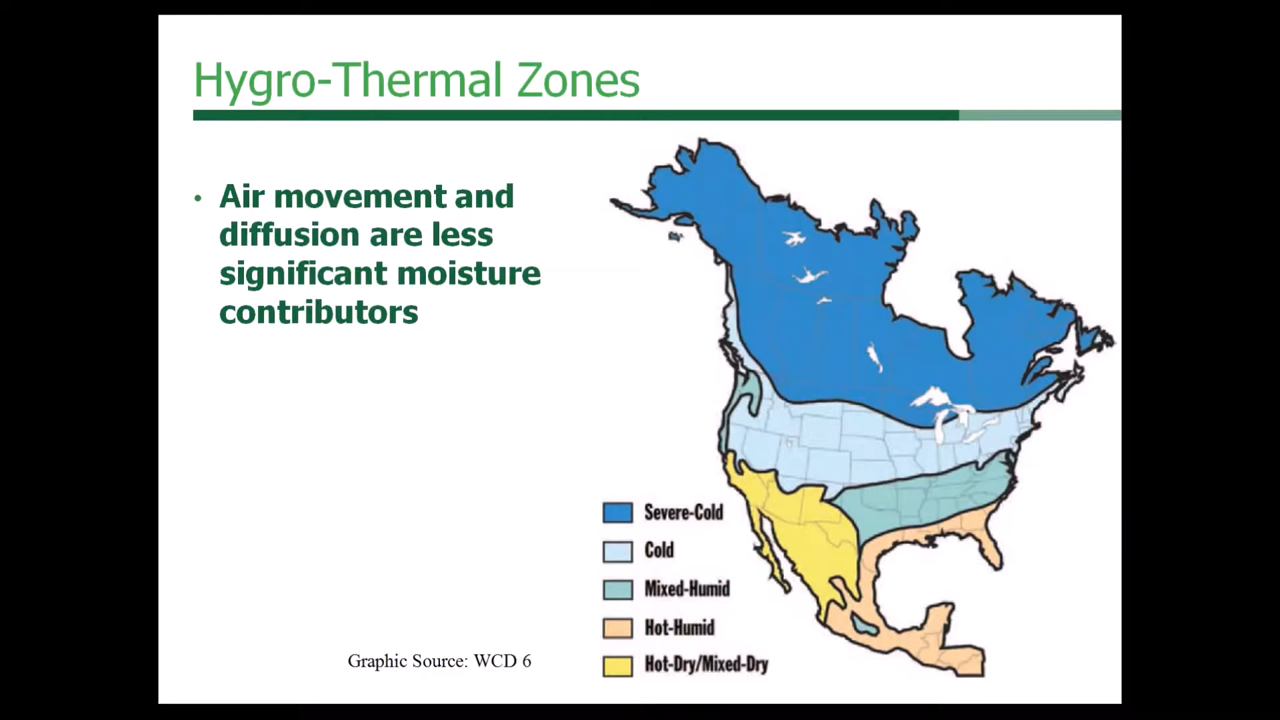 Hygro-Thermal Zones
• Air movement and
diffusion are less
significant moisture
contributors
Severe-Cold
Cold
Mixed-Humid
Hot-Humid
Hot-Dry/Mixed-Dry
Graphic Source: WCD 6